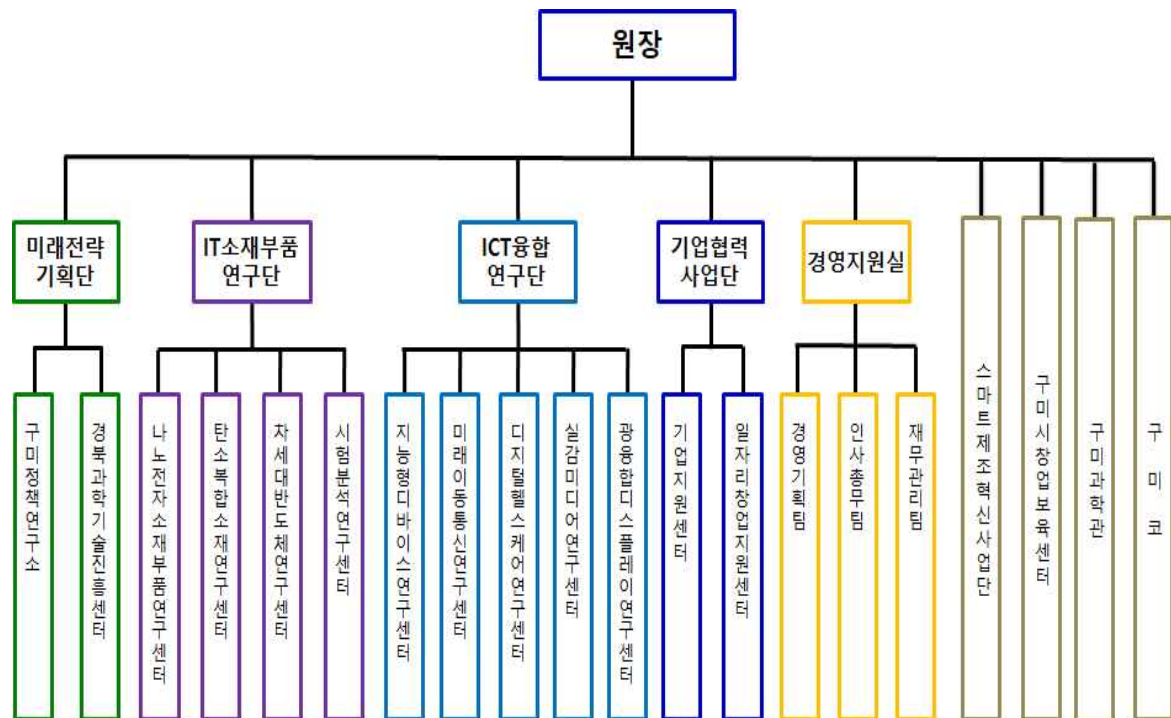 원장
미래전략
기획단
IT소재부품
연구단
ICT융합
연구단
기업협력
사업단
경영지원실
스마트제조혁신사업단
구미시창업보육센터
구미과학관
구미코
구미정책연구소
경북과학기술진흥센터
나노전자소재부품연구센터
탄소복합소재연구센터
차세대반도체연구센터
시험분석연구센터
지능형디바이스연구센터
미래이동통신연구센터
디지털헬스케어연구센터
실감미디어연구센터
광융합디스플레이연구센터
기업지원센터
일자리창업지원센터
경영기획팀
인사총무팀
재무관리팀